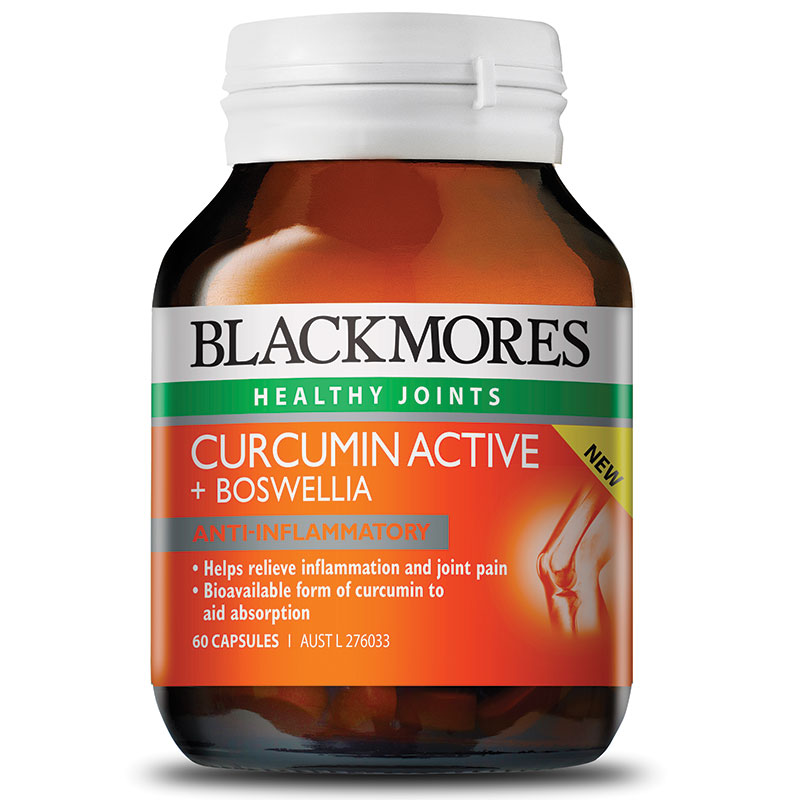 BLACKMORES
HEALTHY JOINTS
CURCUMIN ACTIVE
+ BOSWELLIA
NEW
ANTI-INFLAMMATORY
• Helps relieve inflammation and joint pain
• Bioavailable form of curcumin to
aid absorption
60 CAPSULES | AUST L 276033